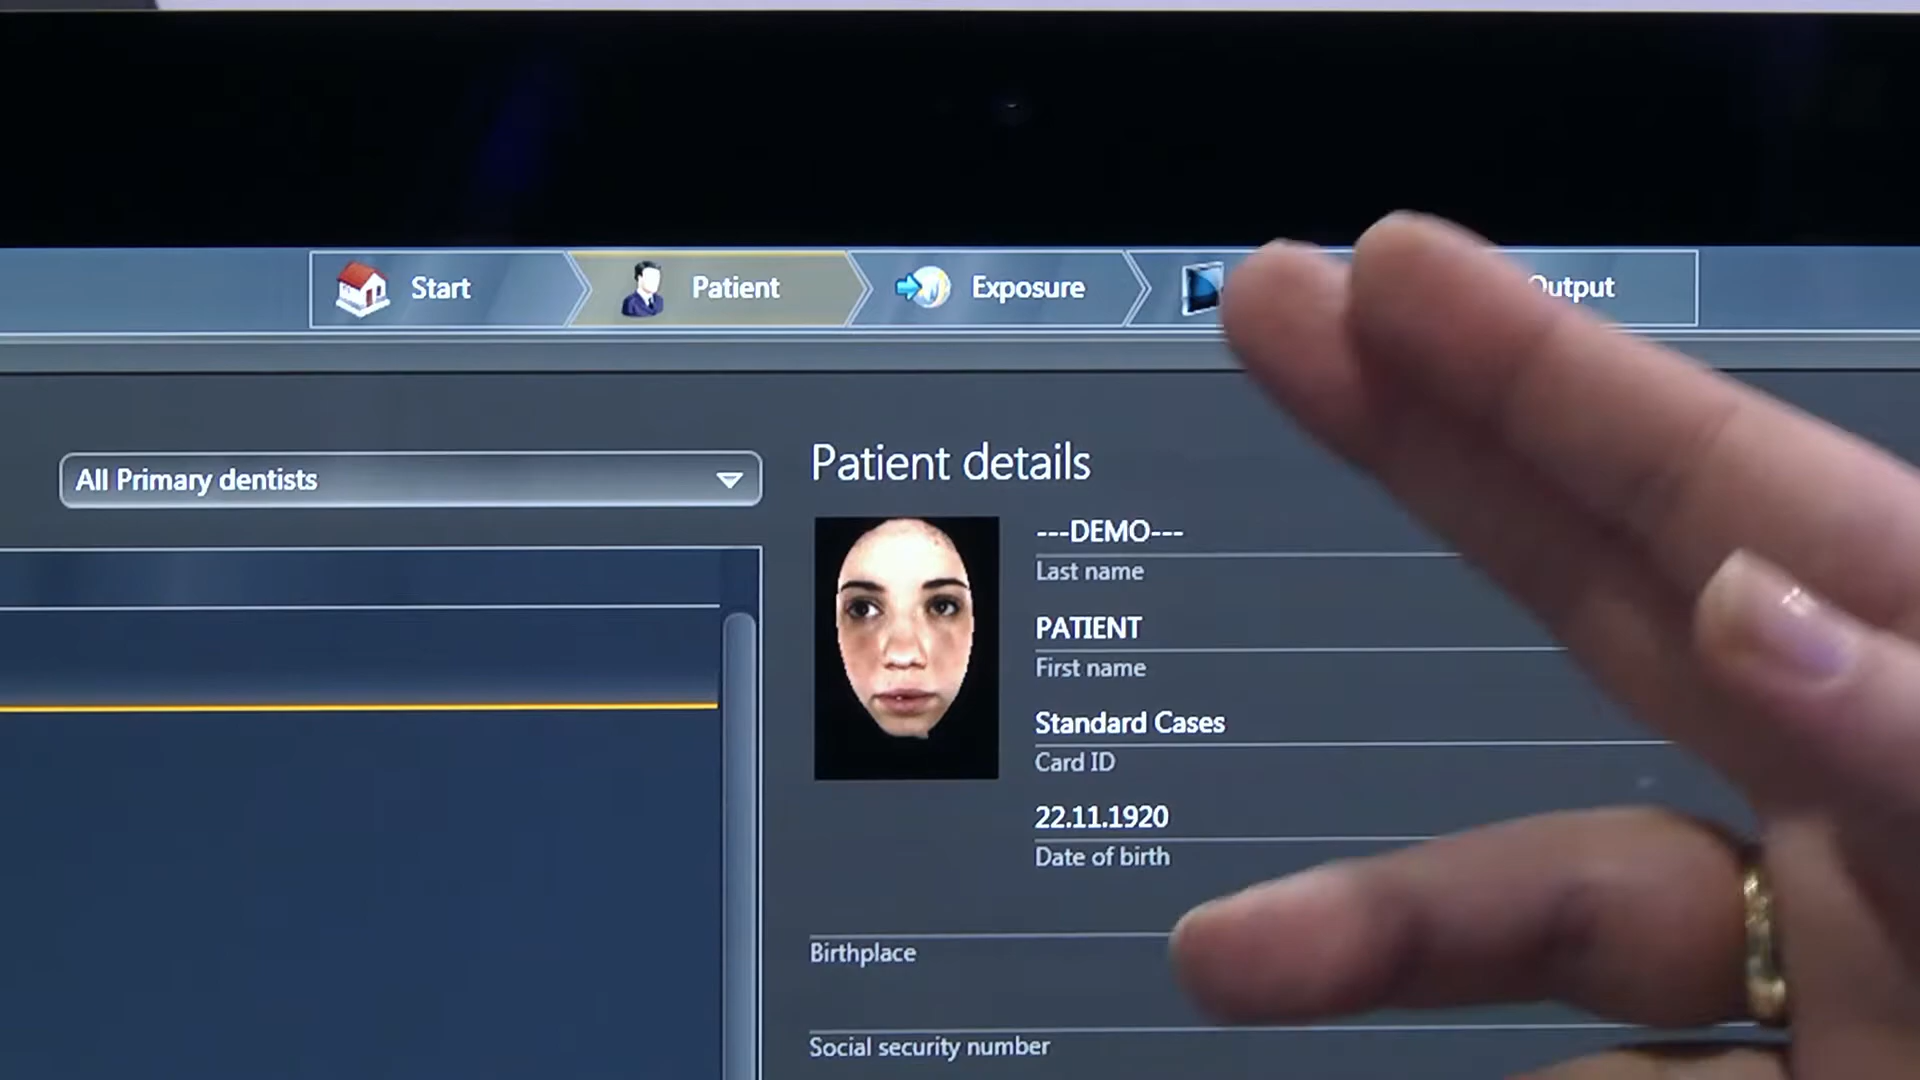 Start
Patient
Exposure
Output
All Primary dentists
Patient details
---DEMO---
Last name
PATIENT
First name
Standard Cases
Card ID
22.11.1920
Date of birth
Birthplace
Social security number